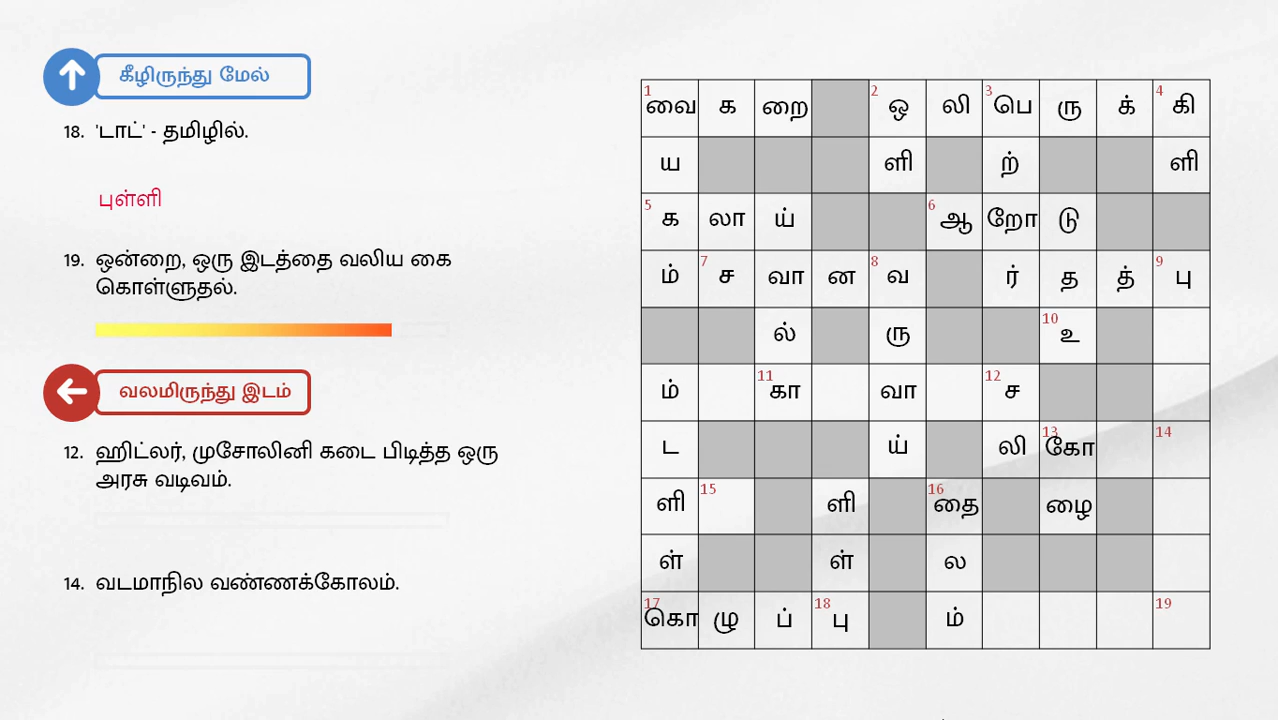 கீழிருந்து மேல்
18. 'டாட்' - தமிழில்.
புள்ளி
19. ஒன்றை, ஒரு இடத்தை வலிய கை
கொள்ளுதல்.
வலமிருந்து இடம்
12. ஹிட்லர், முசோலினி கடை பிடித்த ஒரு
அரசு வடிவம்.
14. வடமாநில வண்ணக்கோலம்.
1 வை க றை 2 ஒ லி 3 பெ ரு க் 4 கி
ய ளி ற் ளி
5 க லா ய் 6 ஆ றோ டு
ம் 7 ச வா ன 8 வ ர் த த் 9 பு
ல் ரு 10 உ
ம் 11 கா வா 12 ச
ட ய் லி 13 கோ 14
ளி 15 ளி 16 தை ழை
ள் ள் ல
17 கொ ழு ப் 18 பு ம் 19